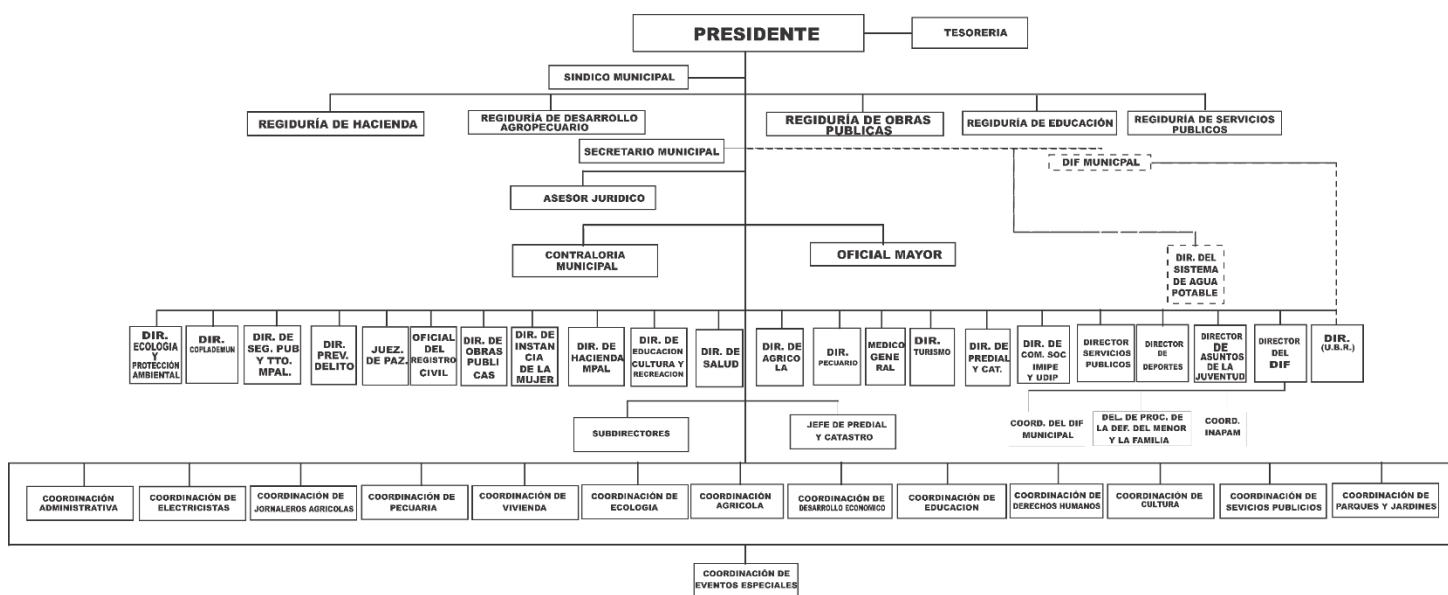 PRESIDENTE
TESORERIA
SINDICO MUNICIPAL
REGIDURÍA DE HACIENDA
REGIDURÍA DE DESARROLLO
AGROPECUARIO
REGIDURÍA DE OBRAS
PUBLICAS
REGIDURÍA DE EDUCACIÓN
REGIDURÍA DE SERVICIOS
PUBLICOS
SECRETARIO MUNICIPAL
DIF MUNICPAL
ASESOR JURIDICO
CONTRALORIA
MUNICIPAL
OFICIAL MAYOR
DIR. DEL
SISTEMA
DE AGUA
POTABLE
DIR.
ECOLOGIA
Y
PROTECCIÓN
AMBIENTAL
DIR.
COPLADEMUN
DIR. DE
SEG. PUB
Y TTO.
MPAL.
DIR.
PREV.
DELITO
JUEZ.
DE PAZ.
OFICIAL
DEL
REGISTRO
CIVIL
DIR.
DE OBRAS
PUBLI
CAS
DIR. DE
INSTAN
CIA
DE LA
MUJER
DIR. DE
HACIENDA
MPAL
DIR. DE
EDUCACION
CULTURA Y
RECREACION
DIR. DE
SALUD
DIR. DE
AGRICO
LA
DIR.
PECUARIO
MEDICO
GENE
RAL
DIR.
TURISMO
DIR. DE
PREDIAL
Y CAT.
DIR. DE
COM. SOC
IMIPE
Y UDIP
DIRECTOR
SERVICIOS
PUBLICOS
DIRECTOR
DE
DEPORTES
DIRECTOR
DE
ASUNTOS
DE LA
JUVENTUD
DIRECTOR
DEL
DIF
DIR.
(U.B.R.)
SUBDIRECTORES
JEFE DE PREDIAL
Y CATASTRO
COORD. DEL DIF
MUNICIPAL
DEL. DE PROC. DE
LA DEF. DEL MENOR
Y LA FAMILIA
COORD.
INAPAM
COORDINACIÓN
ADMINISTRATIVA
COORDINACIÓN DE
ELECTRICISTAS
COORDINACIÓN DE
JORNALEROS AGRICOLAS
COORDINACIÓN DE
PECUARIA
COORDINACIÓN DE
VIVIENDA
COORDINACIÓN DE
ECOLOGIA
COORDINACIÓN
AGRICOLA
COORDINACIÓN DE
DESARROLLO ECONOMICO
COORDINACIÓN DE
EDUCACION
COORDINACIÓN DE
DERECHOS HUMANOS
COORDINACIÓN DE
CULTURA
COORDINACIÓN DE
SEVICIOS PUBLICIOS
COORDINACIÓN DE
PARQUES Y JARDINES
COORDINACIÓN DE
EVENTOS ESPECIALES